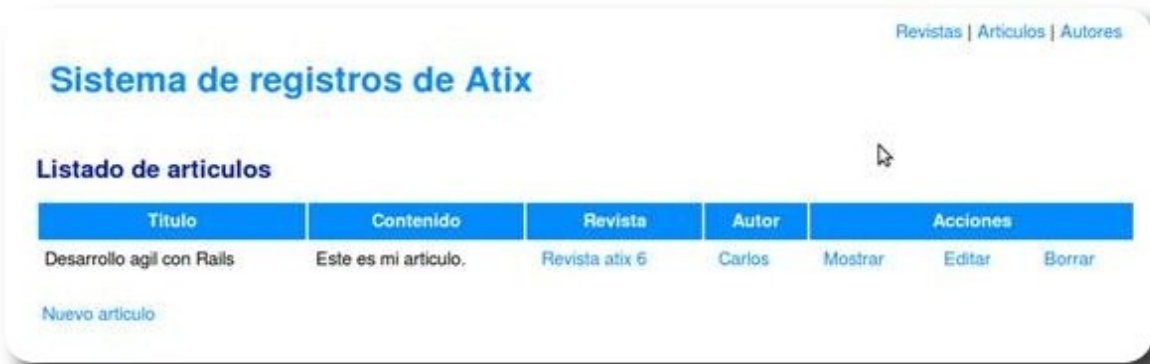 Revistas | Articulos | Autores
Sistema de registros de Atix
Listado de articulos
Titulo Contenido Revista Autor Acciones
Desarrollo agil con Rails Este es mi articulo. Revista atix 6 Carlos Mostrar Editar Borrar
Nuevo articulo